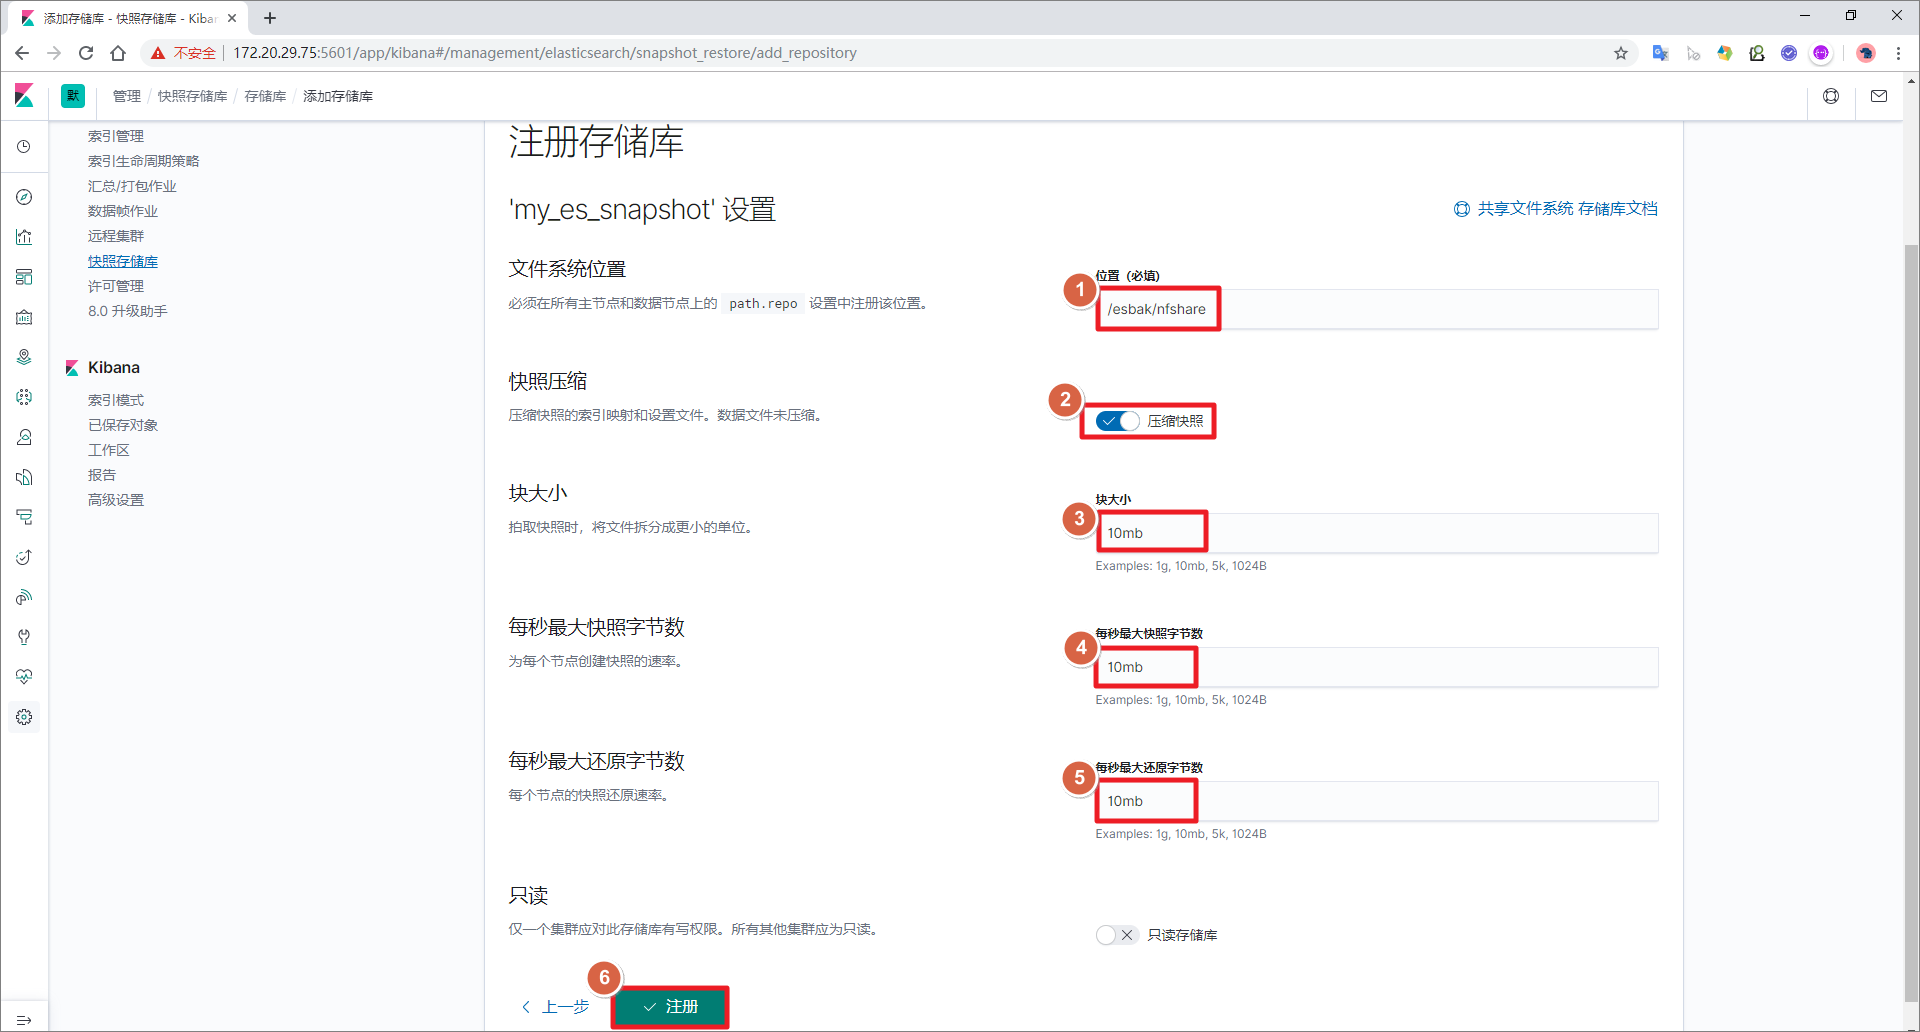 添加存储库 - 快照存储库 - Kiba
不安全
172.20.29.75:5601/app/kibana#/management/elasticsearch/snapshot_restore/add_repository
默
管理 / 快照存储库 / 存储库 / 添加存储库
索引管理
索引生命周期策略
汇总/打包作业
数据帧作业
远程集群
快照存储库
许可管理
8.0 升级助手
Kibana
索引模式
已保存对象
工作区
报告
高级设置
注册存储库
'my_es_snapshot' 设置
共享文件系统 存储库文档
文件系统位置
必须在所有主节点和数据节点上的 path.repo 设置中注册该位置。
1
位置（必填）
/esbak/nfshare
快照压缩
压缩快照的索引映射和设置文件。数据文件未压缩。
2
压缩快照
块大小
拍取快照时，将文件拆分成更小的单位。
3
块大小
10mb
Examples: 1g, 10mb, 5k, 1024B
每秒最大快照字节数
为每个节点创建快照的速率。
4
每秒最大快照字节数
10mb
Examples: 1g, 10mb, 5k, 1024B
每秒最大还原字节数
每个节点的快照还原速率。
5
每秒最大还原字节数
10mb
Examples: 1g, 10mb, 5k, 1024B
只读
仅一个集群应对此存储库有写权限。所有其他集群应为只读。
只读存储库
6
上一步
注册